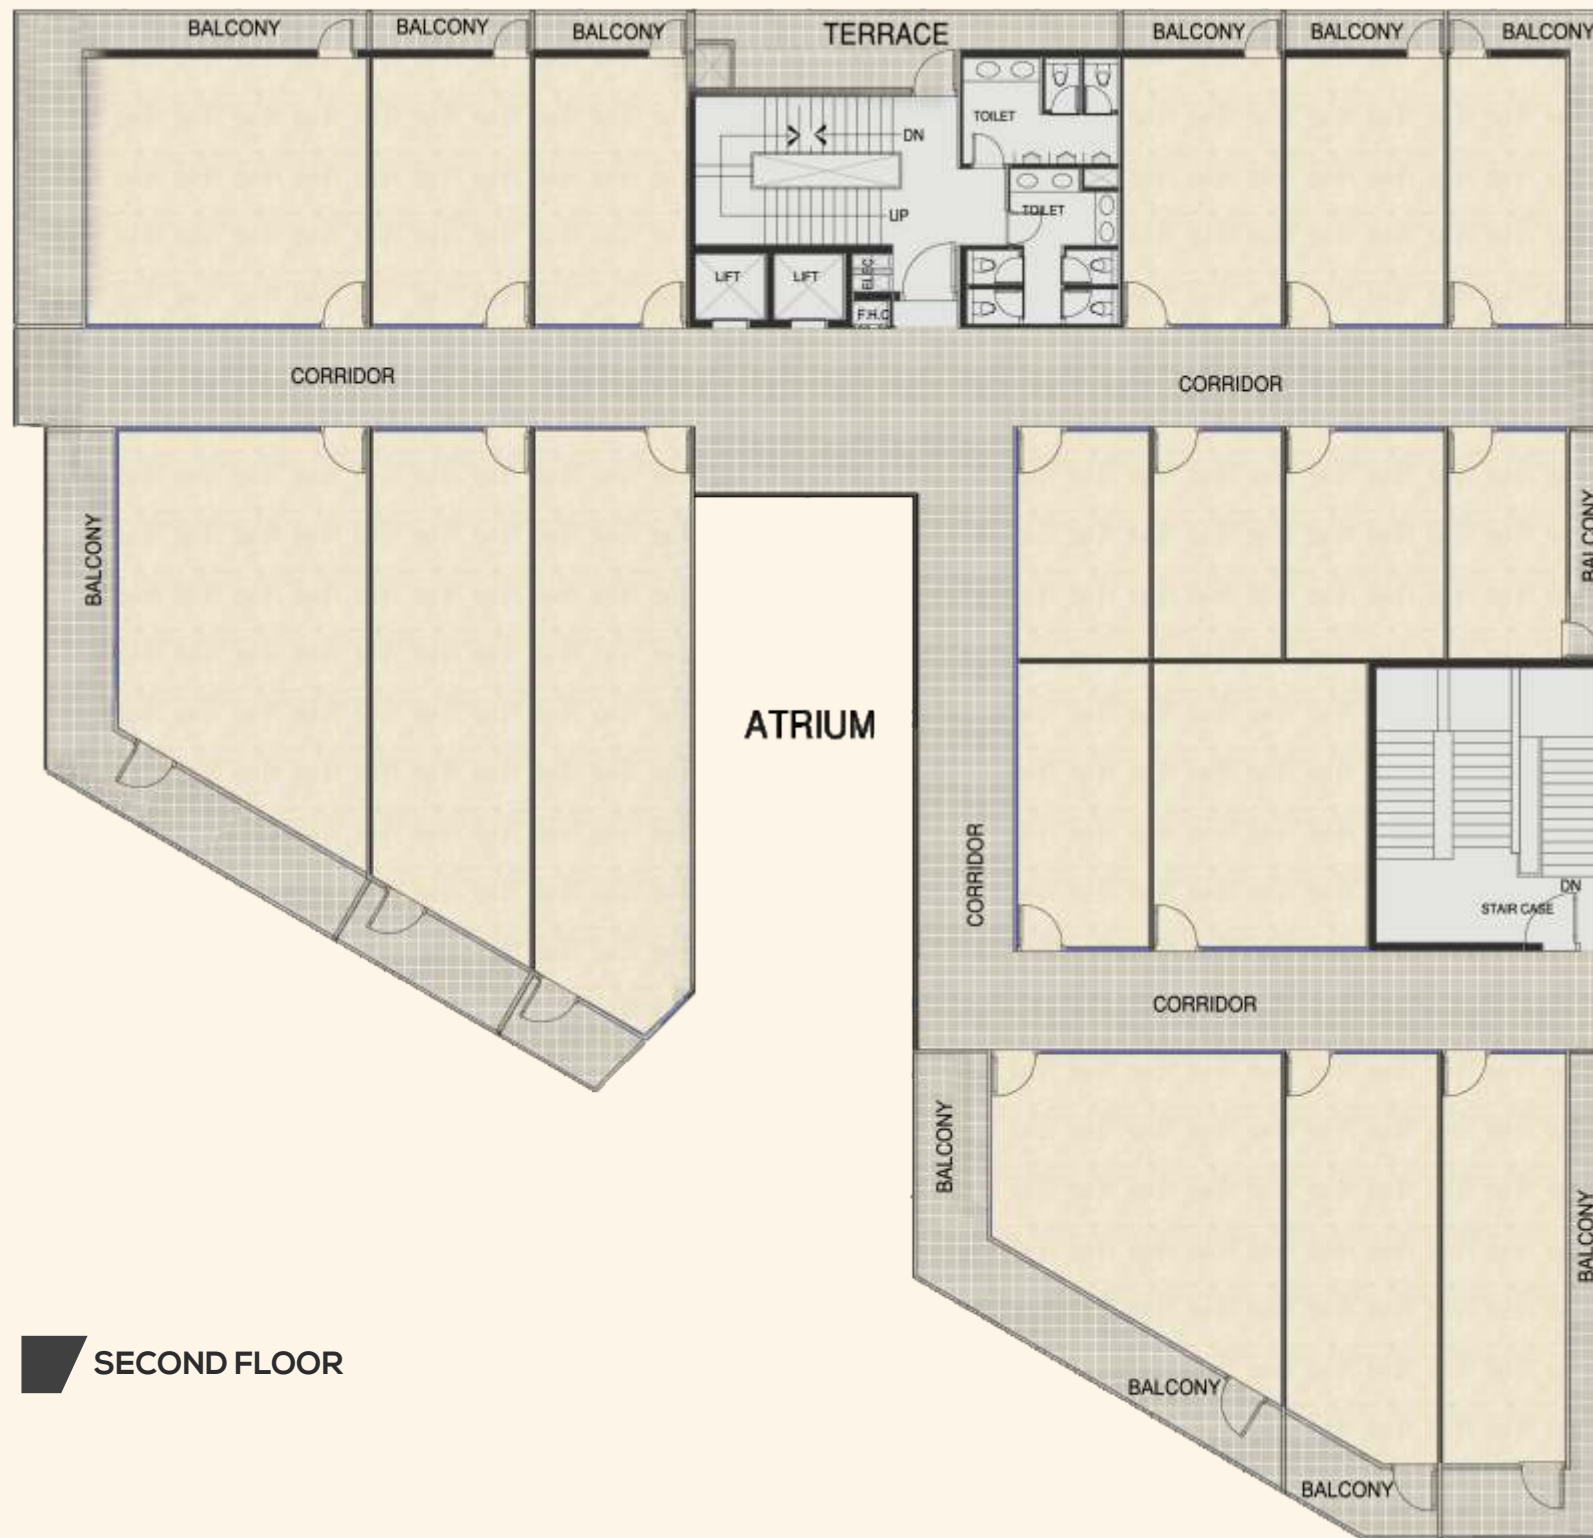 BALCONY
BALCONY
BALCONY
TERRACE
BALCONY
BALCONY
BALCONY
TOILET
DN
TOILET
UP
LIFT
LIFT
ELEC.
F.H.C
CORRIDOR
CORRIDOR
BALCONY
BALCONY
ATRIUM
CORRIDOR
DN
STAIR CASE
CORRIDOR
BALCONY
BALCONY
SECOND FLOOR
BALCONY
BALCONY